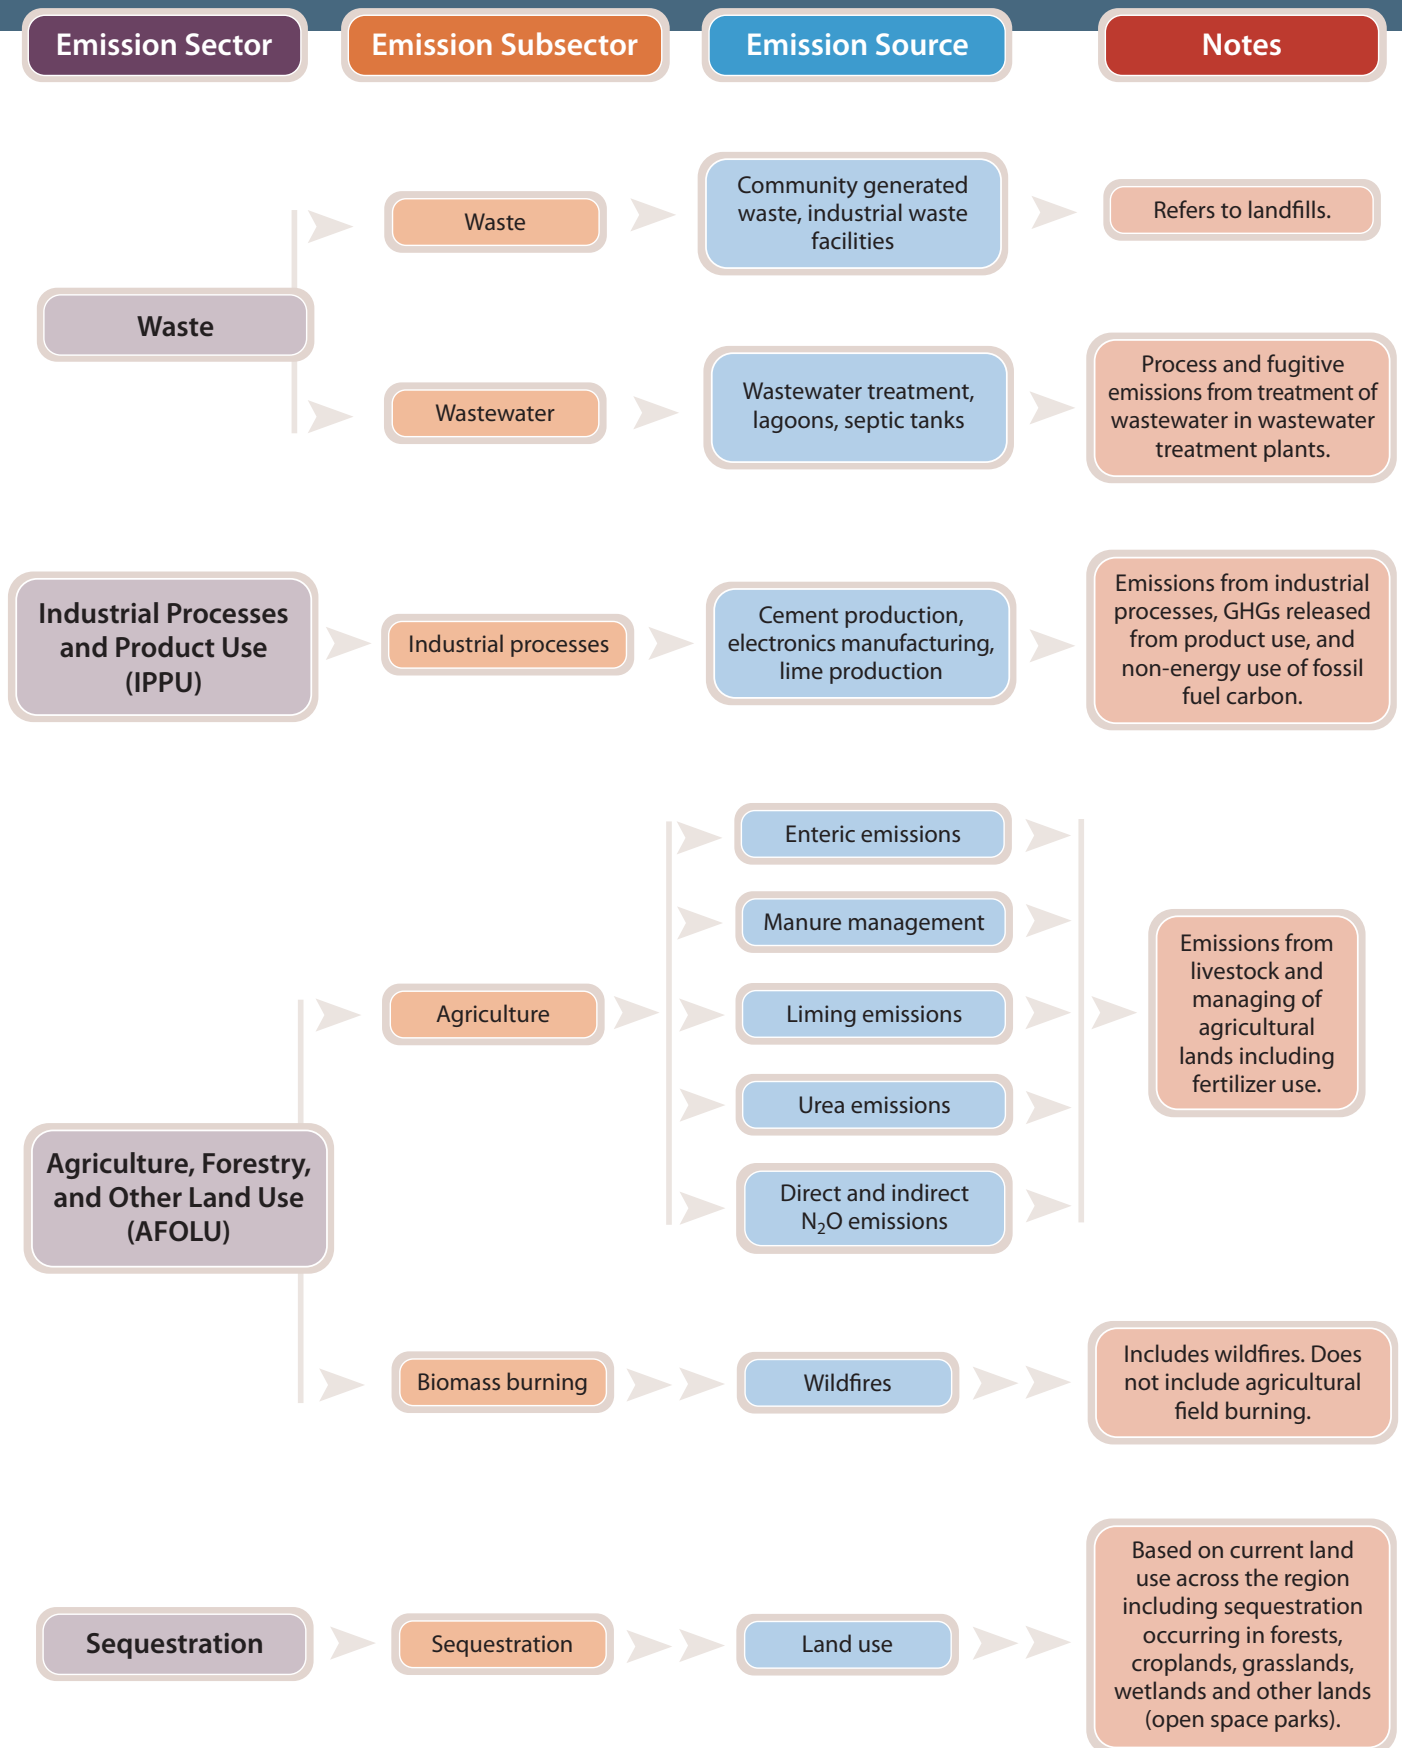 Emission Sector
Emission Subsector
Emission Source
Notes
Waste
Waste
Community generated
waste, industrial waste
facilities
Refers to landfills.
Wastewater
Wastewater treatment,
lagoons, septic tanks
Process and fugitive
emissions from treatment of
wastewater in wastewater
treatment plants.
Industrial Processes
and Product Use
(IPPU)
Industrial processes
Cement production,
electronics manufacturing,
lime production
Emissions from industrial
processes, GHGs released
from product use, and
non-energy use of fossil
fuel carbon.
Agriculture, Forestry,
and Other Land Use
(AFOLU)
Agriculture
Enteric emissions
Manure management
Liming emissions
Urea emissions
Direct and indirect
N₂O emissions
Emissions from
livestock and
managing of
agricultural
lands including
fertilizer use.
Biomass burning
Wildfires
Includes wildfires. Does
not include agricultural
field burning.
Sequestration
Sequestration
Land use
Based on current land
use across the region
including sequestration
occurring in forests,
croplands, grasslands,
wetlands and other lands
(open space parks).